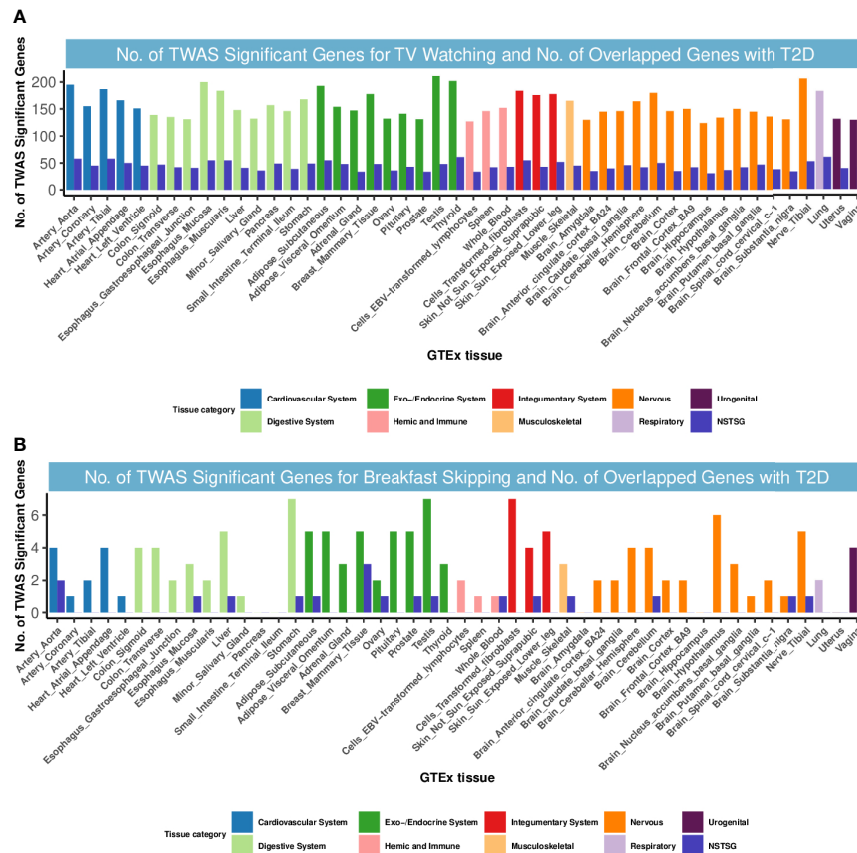 A
No. of TWAS Significant Genes for TV Watching and No. of Overlapped Genes with T2D
No. of TWAS Significant Genes
200
150
100
50
0
Artery_Aorta
Artery_Coronary
Artery_Tibial
Heart_Atrial_Appendage
Heart_Left_Ventricle
Colon_Sigmoid
Colon_Transverse
Esophagus_Gastroesophageal_Junction
Esophagus_Mucosa
Esophagus_Muscularis
Liver
Minor_Salivary_Gland
Pancreas
Small_Intestine_Terminal_Ileum
Stomach
Adipose_Subcutaneous
Adipose_Visceral_Omentum
Adrenal_Gland
Breast_Mammary_Tissue
Ovary
Pituitary
Prostate
Testis
Thyroid
Cells_EBV−transformed_lymphocytes
Spleen
Whole_Blood
Cells_Transformed_fibroblasts
Skin_Not_Sun_Exposed_Suprapubic
Skin_Sun_Exposed_Lower_leg
Muscle_Skeletal
Brain_Amygdala
Brain_Anterior_cingulate_cortex_BA24
Brain_Caudate_basal_ganglia
Brain_Cerebellar_Hemisphere
Brain_Cerebellum
Brain_Cortex
Brain_Frontal_Cortex_BA9
Brain_Hippocampus
Brain_Hypothalamus
Brain_Nucleus_accumbens_basal_ganglia
Brain_Putamen_basal_ganglia
Brain_Spinal_cord_cervical_c−1
Brain_Substantia_nigra
Nerve_Tibial
Lung
Uterus
Vagina
GTEx tissue
Tissue category
Cardiovascular System
Exo−/Endocrine System
Integumentary System
Nervous
Urogenital
Digestive System
Hemic and Immune
Musculoskeletal
Respiratory
NSTSG
B
No. of TWAS Significant Genes for Breakfast Skipping and No. of Overlapped Genes with T2D
No. of TWAS Significant Genes
6
4
2
0
Artery_Aorta
Artery_Coronary
Artery_Tibial
Heart_Atrial_Appendage
Heart_Left_Ventricle
Colon_Sigmoid
Colon_Transverse
Esophagus_Gastroesophageal_Junction
Esophagus_Mucosa
Esophagus_Muscularis
Liver
Minor_Salivary_Gland
Pancreas
Small_Intestine_Terminal_Ileum
Stomach
Adipose_Subcutaneous
Adipose_Visceral_Omentum
Adrenal_Gland
Breast_Mammary_Tissue
Ovary
Pituitary
Prostate
Testis
Thyroid
Cells_EBV−transformed_lymphocytes
Spleen
Whole_Blood
Cells_Transformed_fibroblasts
Skin_Not_Sun_Exposed_Suprapubic
Skin_Sun_Exposed_Lower_leg
Muscle_Skeletal
Brain_Amygdala
Brain_Anterior_cingulate_cortex_BA24
Brain_Caudate_basal_ganglia
Brain_Cerebellar_Hemisphere
Brain_Cerebellum
Brain_Cortex
Brain_Frontal_Cortex_BA9
Brain_Hippocampus
Brain_Hypothalamus
Brain_Nucleus_accumbens_basal_ganglia
Brain_Putamen_basal_ganglia
Brain_Spinal_cord_cervical_c−1
Brain_Substantia_nigra
Nerve_Tibial
Lung
Uterus
Vagina
GTEx tissue
Tissue category
Cardiovascular System
Exo−/Endocrine System
Integumentary System
Nervous
Urogenital
Digestive System
Hemic and Immune
Musculoskeletal
Respiratory
NSTSG